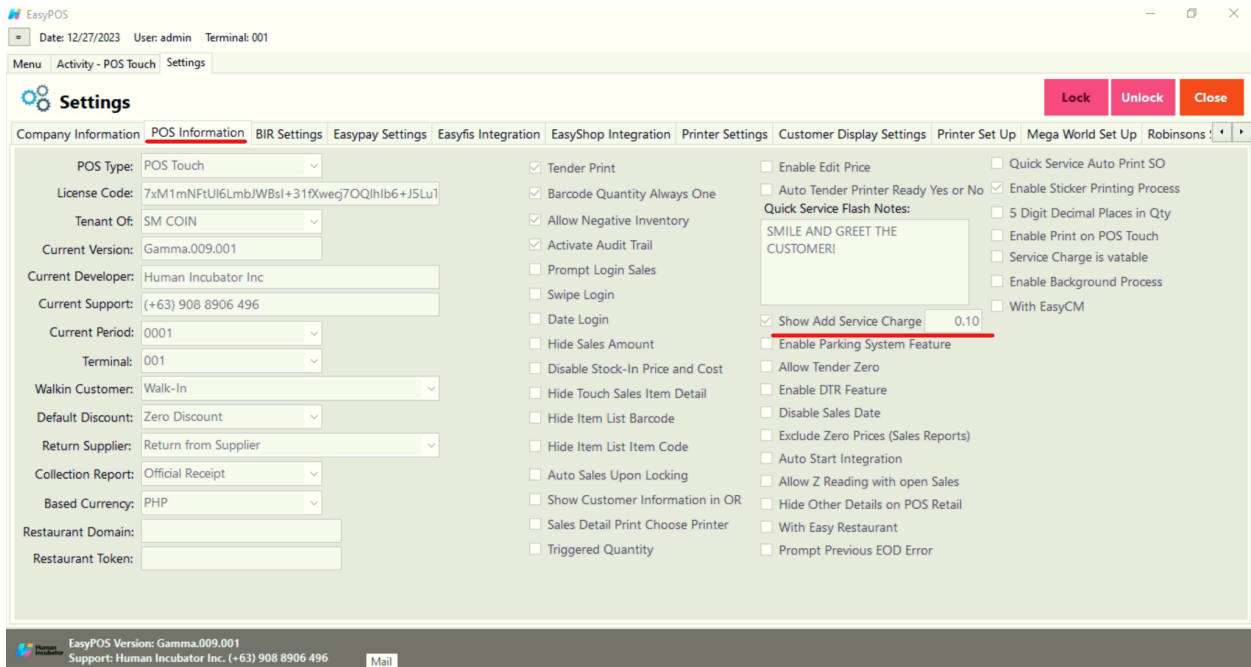 EasyPOS
= Date: 12/27/2023 User: admin Terminal: 001
Menu Activity - POS Touch Settings
Settings
Lock Unlock Close
Company Information POS Information BIR Settings Easypay Settings Easyfis Integration EasyShop Integration Printer Settings Customer Display Settings Printer Set Up Mega World Set Up Robinsons
POS Type: POS Touch
License Code:
Tenant Of: SM COIN
Current Version: Gamma.009.001
Current Developer: Human Incubator Inc
Current Support: (+63) 908 8906 496
Current Period: 0001
Terminal: 001
Walkin Customer: Walk-In
Default Discount: Zero Discount
Return Supplier: Return from Supplier
Collection Report: Official Receipt
Based Currency: PHP
Restaurant Domain:
Restaurant Token:
Tender Print
Barcode Quantity Always One
Allow Negative Inventory
Activate Audit Trail
Prompt Login Sales
Swipe Login
Date Login
Hide Sales Amount
Disable Stock-In Price and Cost
Hide Touch Sales Item Detail
Hide Item List Barcode
Hide Item List Item Code
Auto Sales Upon Locking
Show Customer Information in OR
Sales Detail Print Choose Printer
Triggered Quantity
Enable Edit Price
Auto Tender Printer Ready Yes or No
Quick Service Flash Notes:
SMILE AND GREET THE
CUSTOMER!
Show Add Service Charge 0.10
Enable Parking System Feature
Allow Tender Zero
Enable DTR Feature
Disable Sales Date
Exclude Zero Prices (Sales Reports)
Auto Start Integration
Allow Z Reading with open Sales
Hide Other Details on POS Retail
With Easy Restaurant
Prompt Previous EOD Error
Quick Service Auto Print SO
Enable Sticker Printing Process
5 Digit Decimal Places in Qty
Enable Print on POS Touch
Service Charge is vatable
Enable Background Process
With EasyCM
Human
Incubator
EasyPOS Version: Gamma.009.001
Support: Human Incubator Inc. (+63) 908 8906 496
Mail